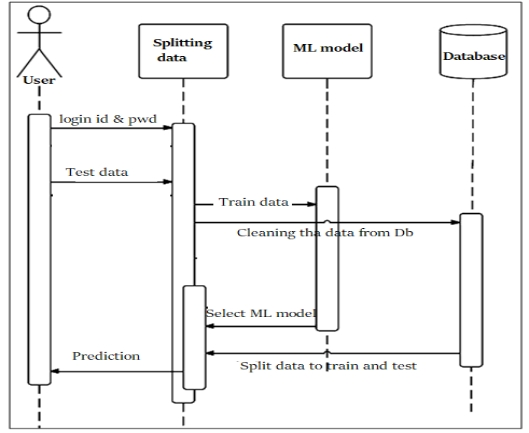 User
Splitting
data
ML model
Database
login id & pwd
Test data
Train data
Cleaning tha data from Db
Select ML model
Split data to train and test
Prediction